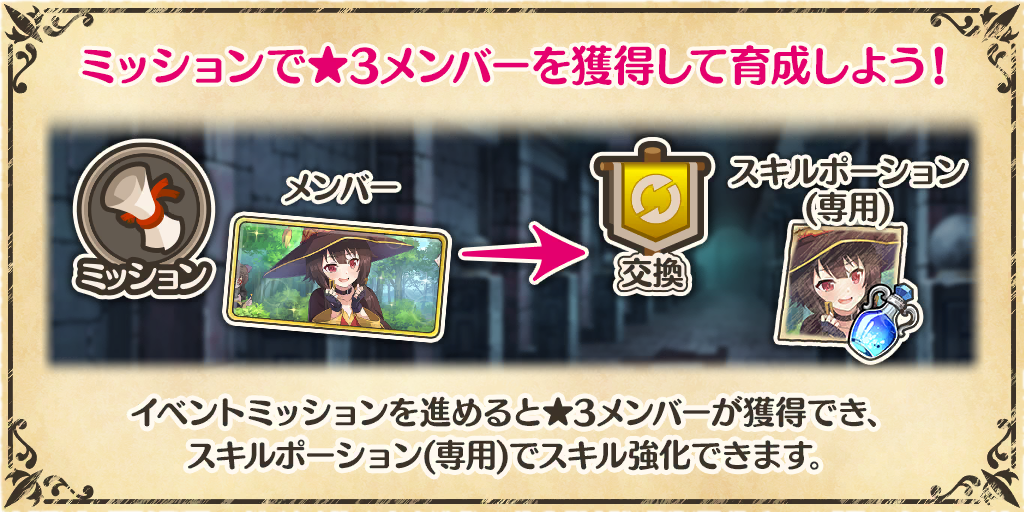 ミッションで★3メンバーを獲得して育成しよう!
メンバー
スキルポーション
(専用)
ミッション
交換
イベントミッションを進めると★3メンバーが獲得でき、
スキルポーション(専用)でスキル強化できます。